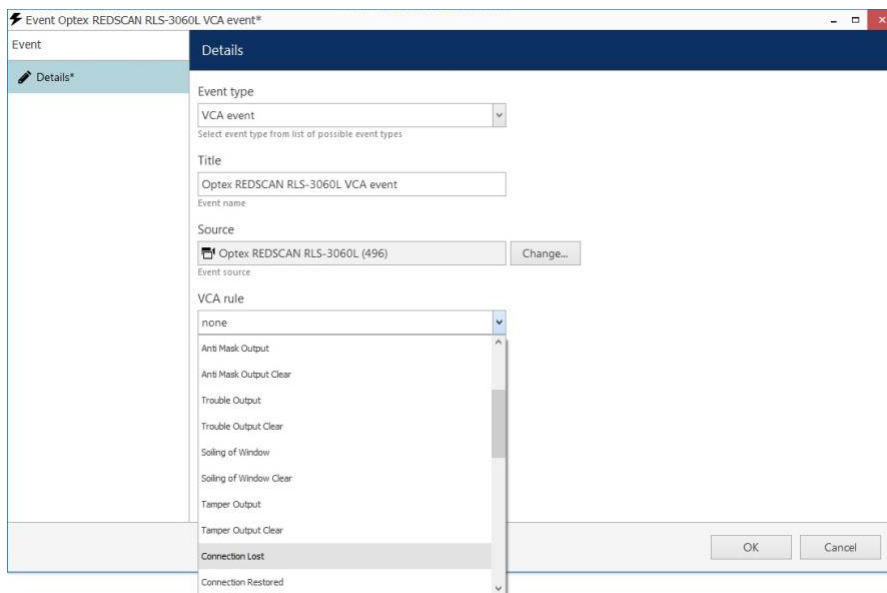 Event Optex REDSCAN RLS-3060L VCA event*
Event
Details*
Details
Event type
VCA event
Select event type from list of possible event types
Title
Optex REDSCAN RLS-3060L VCA event
Event name
Source
Optex REDSCAN RLS-3060L (496)
Change...
Event source
VCA rule
none
Anti Mask Output
Anti Mask Output Clear
Trouble Output
Trouble Output Clear
Soiling of Window
Soiling of Window Clear
Tamper Output
Tamper Output Clear
Connection Lost
Connection Restored
OK
Cancel